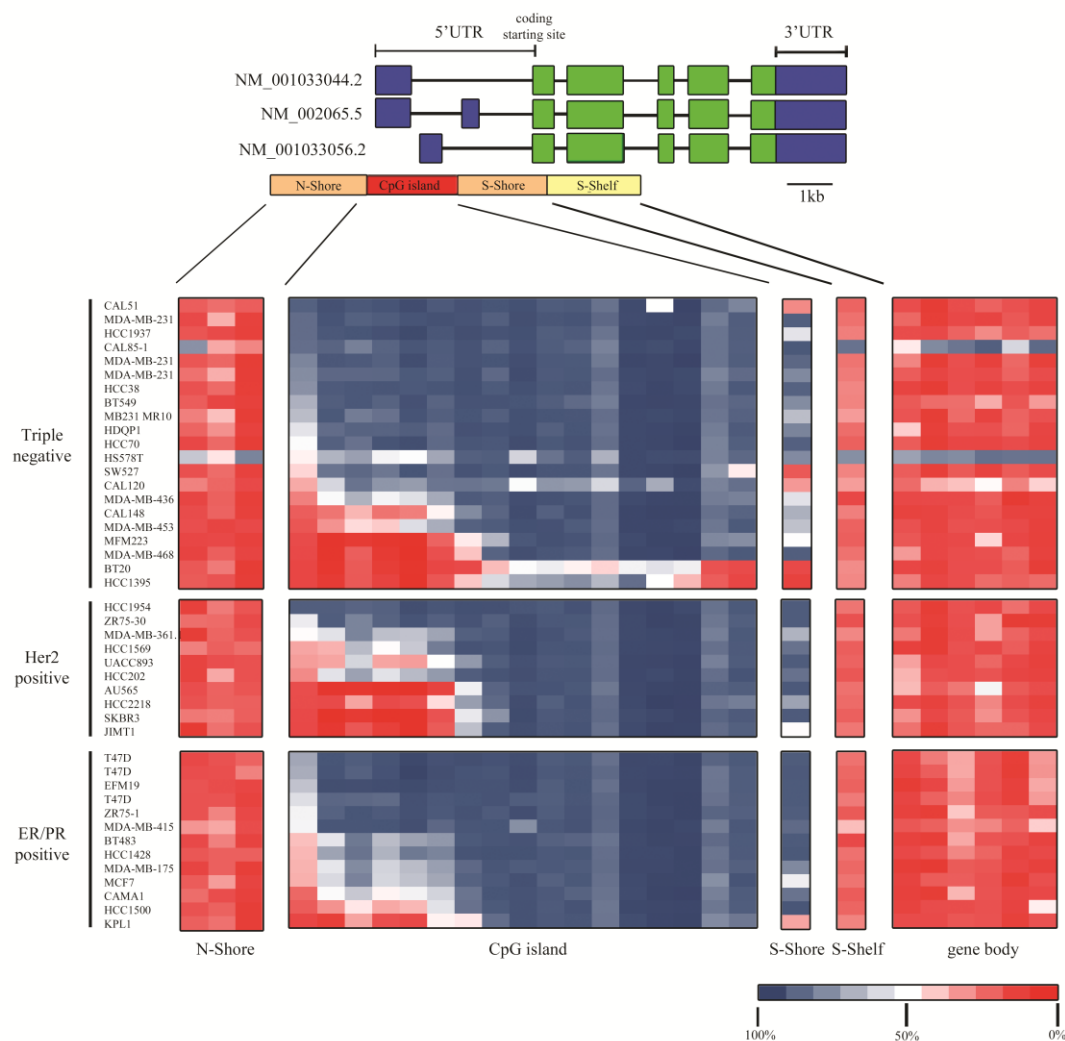 coding
5'UTR starting site 3'UTR
NM_001033044.2
NM_002065.5
NM_001033056.2
N-Shore CpG island S-Shore S-Shelf
1kb
Triple
negative
CAL51
MDA-MB-231
HCC1937
CAL85-1
MDA-MB-231
MDA-MB-231
HCC38
BT549
MB231 MR10
HDQP1
HCC70
HS578T
SW527
CAL120
MDA-MB-436
CAL148
MDA-MB-453
MFM223
MDA-MB-468
BT20
HCC1395
Her2
positive
HCC1954
ZR75-30
MDA-MB-361.
HCC1569
UACC893
HCC202
AU565
HCC2218
SKBR3
JIMT1
ER/PR
positive
T47D
T47D
EFM19
T47D
ZR75-1
MDA-MB-415
BT483
HCC1428
MDA-MB-175
MCF7
CAMA1
HCC1500
KPL1
N-Shore CpG island S-Shore S-Shelf gene body
100% 50% 0%